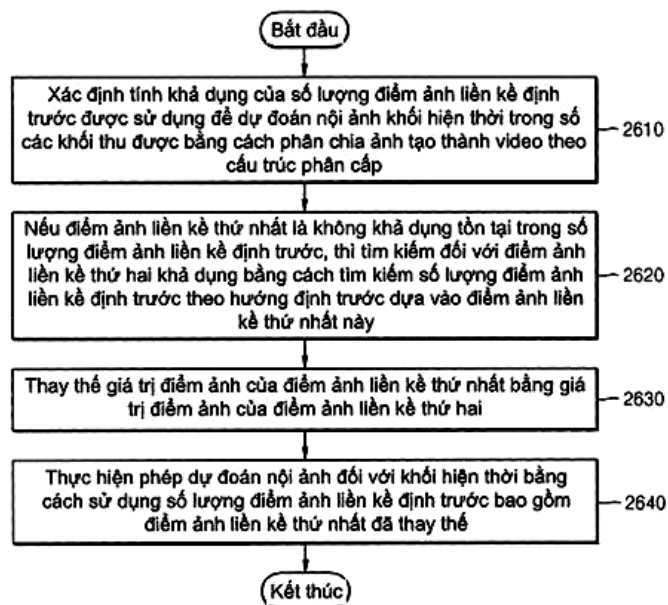 Bắt đầu
Xác định tính khả dụng của số lượng điểm ảnh liền kề định
trước được sử dụng để dự đoán nội ảnh khối hiện thời trong số
các khối thu được bằng cách phân chia ảnh tạo thành video theo
cấu trúc phân cấp
2610
Nếu điểm ảnh liền kề thứ nhất là không khả dụng tồn tại trong số
lượng điểm ảnh liền kề định trước, thì tìm kiếm đối với điểm ảnh
liền kề thứ hai khả dụng bằng cách tìm kiếm số lượng điểm ảnh
liền kề định trước theo hướng định trước dựa vào điểm ảnh liền
kề thứ nhất này
2620
Thay thế giá trị điểm ảnh của điểm ảnh liền kề thứ nhất bằng giá
trị điểm ảnh của điểm ảnh liền kề thứ hai
2630
Thực hiện phép dự đoán nội ảnh đối với khối hiện thời bằng
cách sử dụng số lượng điểm ảnh liền kề định trước bao gồm
điểm ảnh liền kề thứ nhất đã thay thế
2640
Kết thúc